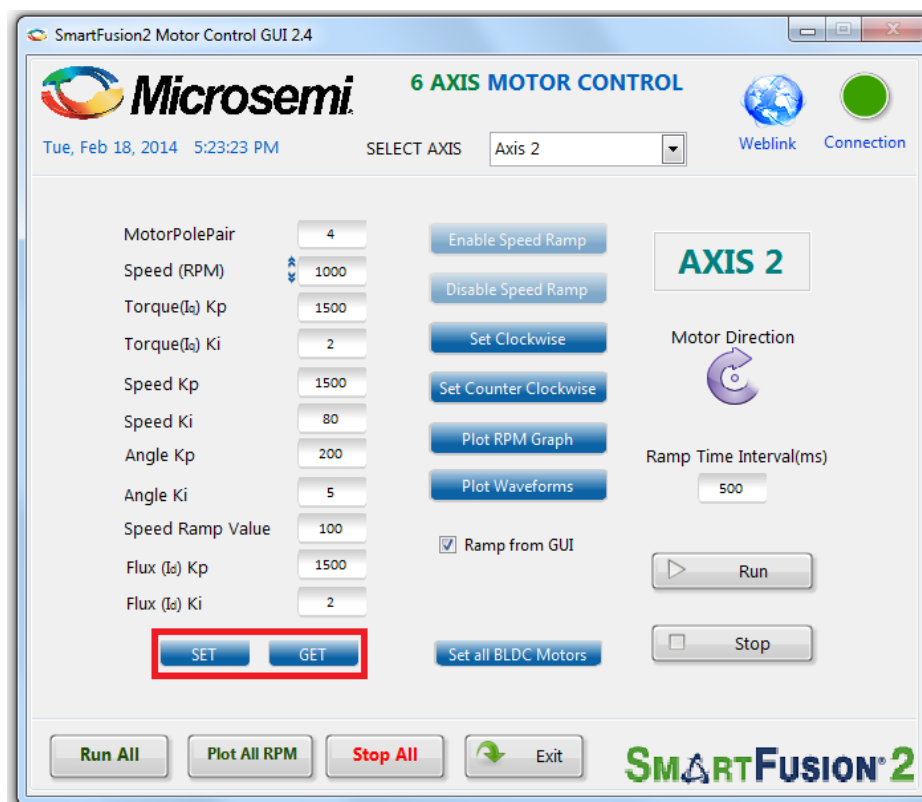 SmartFusion2 Motor Control GUI 2.4
Microsemi.
6 AXIS MOTOR CONTROL
Weblink
Connection
Tue, Feb 18, 2014 5:23:23 PM
SELECT AXIS
Axis 2
MotorPolePair 4
Speed (RPM) 1000
Torque(Iq) Kp 1500
Torque(Iq) Ki 2
Speed Kp 1500
Speed Ki 80
Angle Kp 200
Angle Ki 5
Speed Ramp Value 100
Flux (Id) Kp 1500
Flux (Id) Ki 2
SET
GET
Enable Speed Ramp
Disable Speed Ramp
Set Clockwise
Set Counter Clockwise
Plot RPM Graph
Plot Waveforms
Ramp from GUI
Set all BLDC Motors
AXIS 2
Motor Direction
Ramp Time Interval(ms)
500
Run
Stop
Run All
Plot All RPM
Stop All
Exit
SMARTFUSION®2